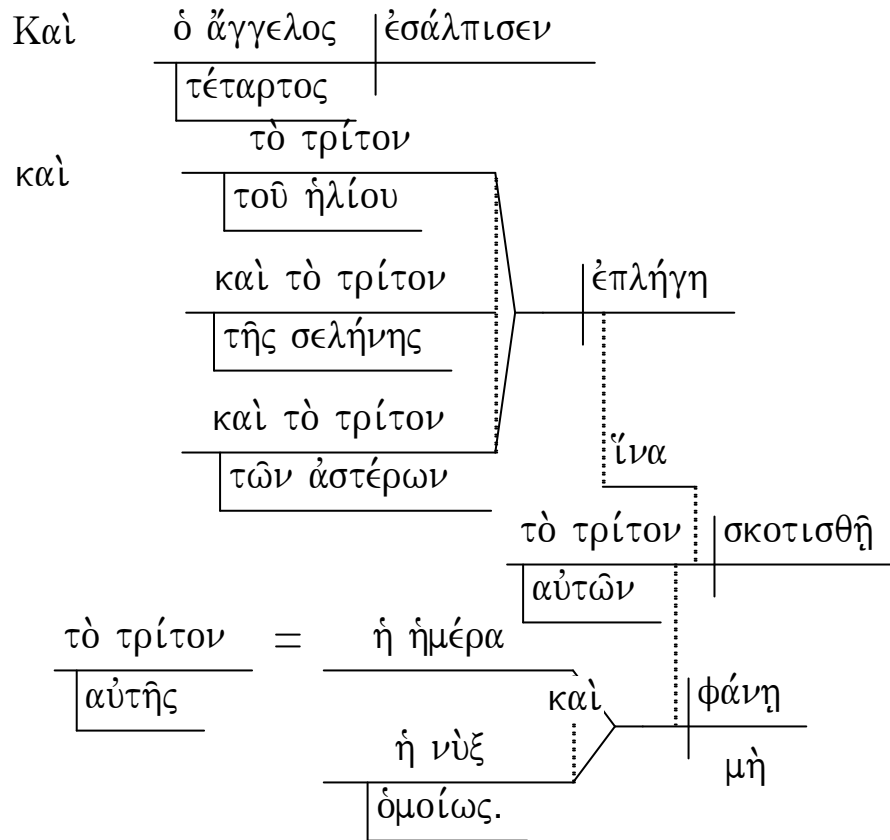 Καὶ ὁ ἄγγελος ἐσάλπισεν
τέταρτος
καὶ τὸ τρίτον
τοῦ ἡλίου
καὶ τὸ τρίτον ἐπλήγη
τῆς σελήνης
καὶ τὸ τρίτον
ἵνα
τῶν ἀστέρων
τὸ τρίτον σκοτισθῇ
αὐτῶν
τὸ τρίτον = ἡ ἡμέρα
αὐτῆς καὶ φάνῃ
ἡ νὺξ μὴ
ὁμοίως.